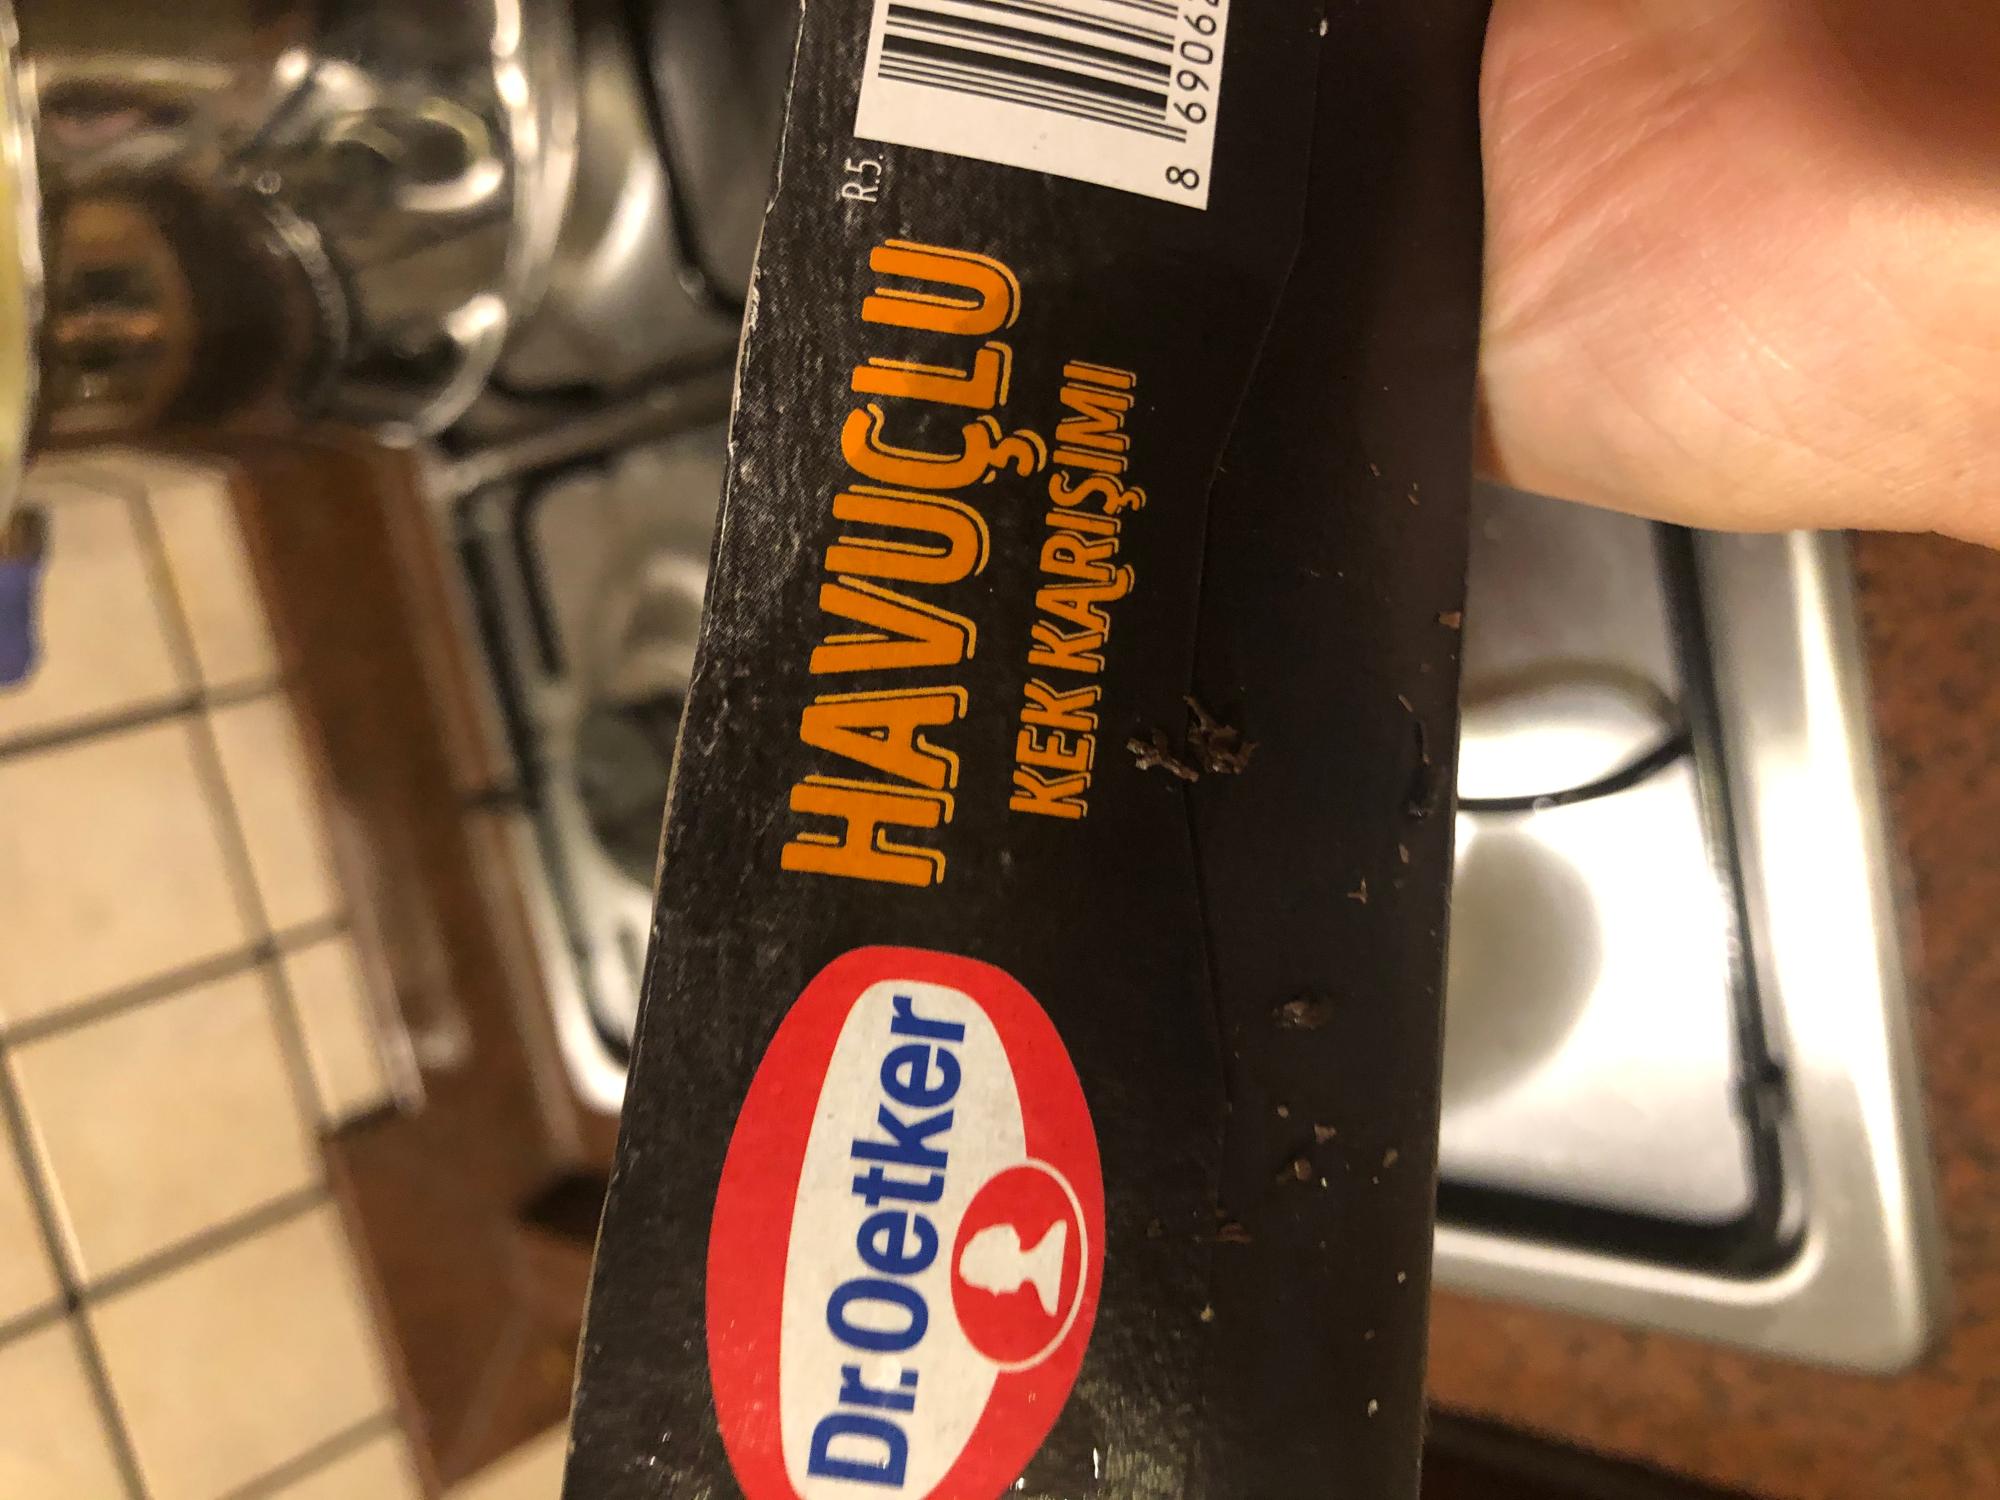 Dr.Oetker
HAVUÇLU
KEK KARIŞIMI
R.5.
8 69062